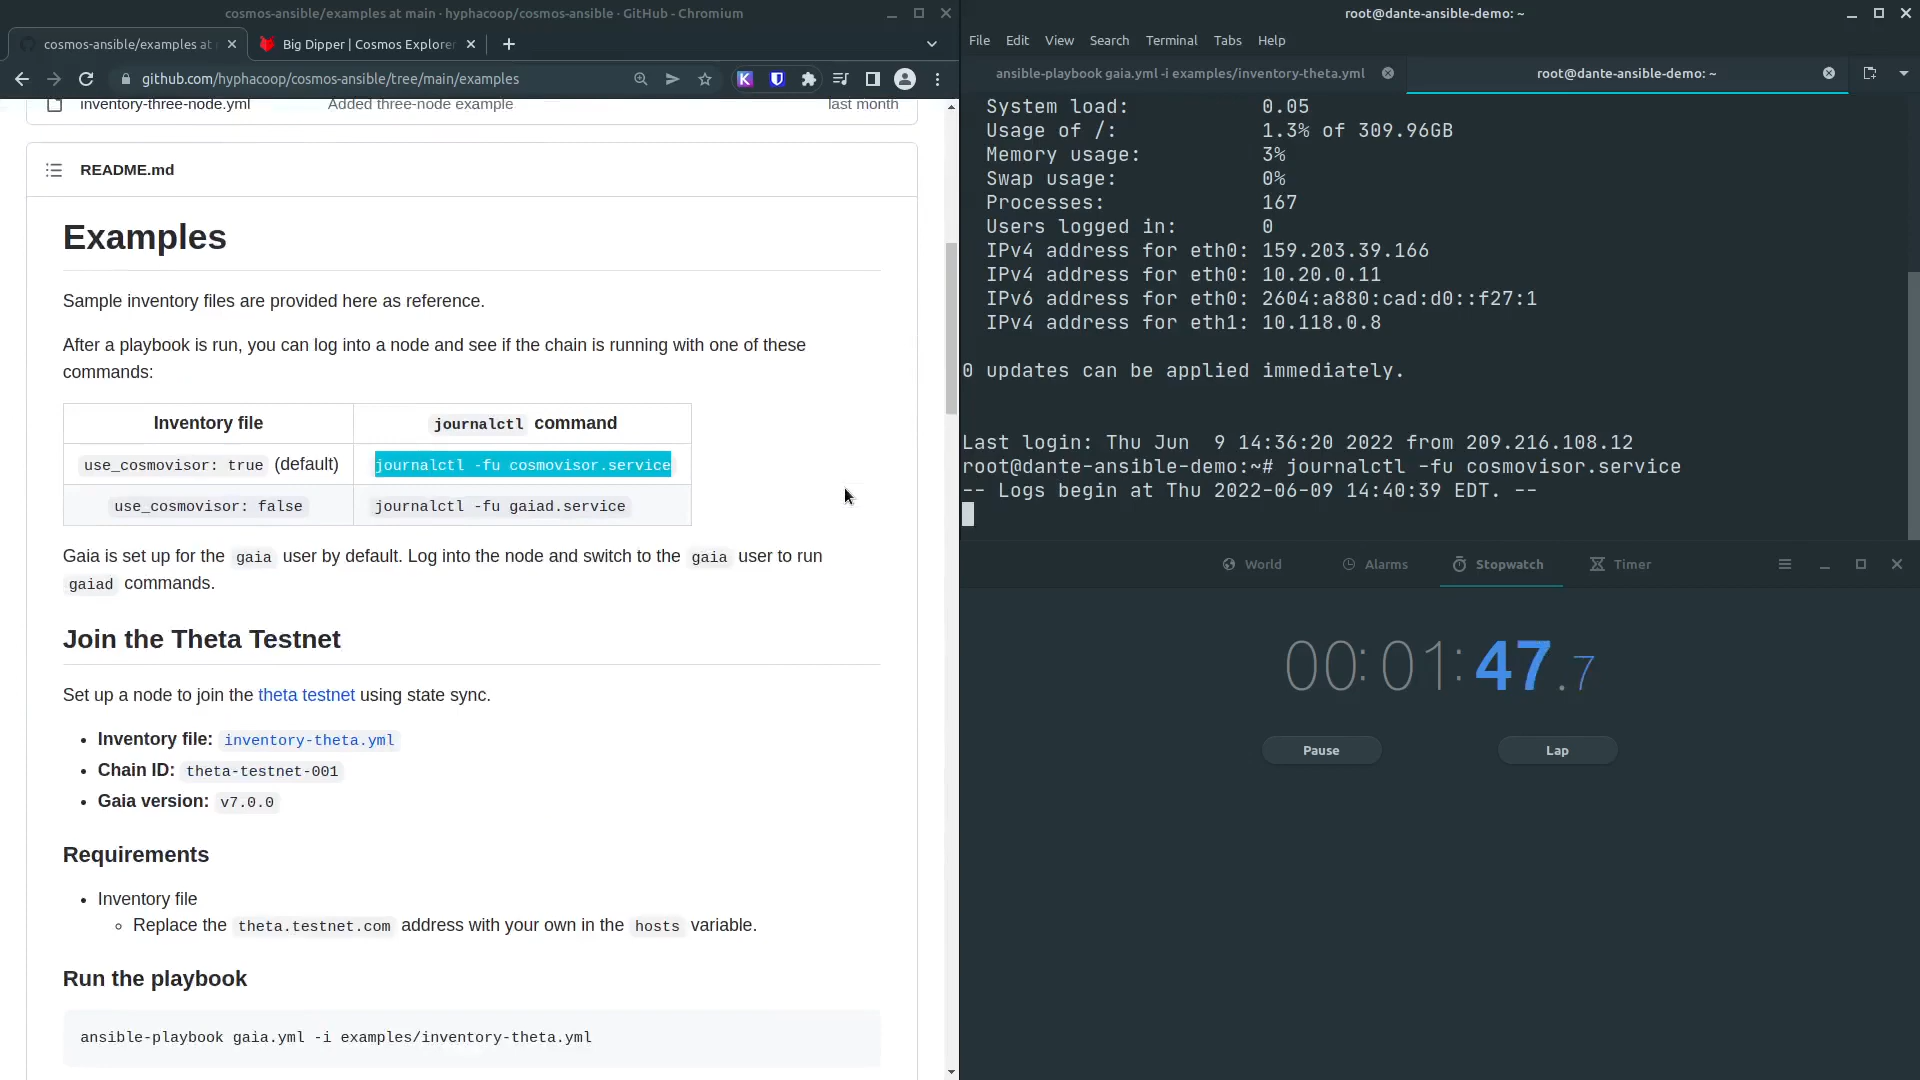 cosmos-ansible/examples at main · hyphacoop/cosmos-ansible · GitHub - Chromium
cosmos-ansible/examples at
Big Dipper | Cosmos Explorer
github.com/hyphacoop/cosmos-ansible/tree/main/examples
inventory-three-node.yml Added three-node example last month
README.md
Examples
Sample inventory files are provided here as reference.
After a playbook is run, you can log into a node and see if the chain is running with one of these
commands:
Inventory file journalctl command
use_cosmovisor: true (default) journalctl -fu cosmovisor.service
use_cosmovisor: false journalctl -fu gaiad.service
Gaia is set up for the gaia user by default. Log into the node and switch to the gaia user to run
gaiad commands.
Join the Theta Testnet
Set up a node to join the theta testnet using state sync.
• Inventory file: inventory-theta.yml
• Chain ID: theta-testnet-001
• Gaia version: v7.0.0
Requirements
• Inventory file
◦ Replace the theta.testnet.com address with your own in the hosts variable.
Run the playbook
ansible-playbook gaia.yml -i examples/inventory-theta.yml
root@dante-ansible-demo: ~
File Edit View Search Terminal Tabs Help
ansible-playbook gaia.yml -i examples/inventory-theta.yml
root@dante-ansible-demo: ~
System load: 0.05
Usage of /: 1.3% of 309.96GB
Memory usage: 3%
Swap usage: 0%
Processes: 167
Users logged in: 0
IPv4 address for eth0: 159.203.39.166
IPv4 address for eth0: 10.20.0.11
IPv6 address for eth0: 2604:a880:cad:d0::f27:1
IPv4 address for eth1: 10.118.0.8
0 updates can be applied immediately.
Last login: Thu Jun  9 14:36:20 2022 from 209.216.108.12
root@dante-ansible-demo:~# journalctl -fu cosmovisor.service
-- Logs begin at Thu 2022-06-09 14:40:39 EDT. --
World Alarms Stopwatch Timer
00:01:47.7
Pause Lap